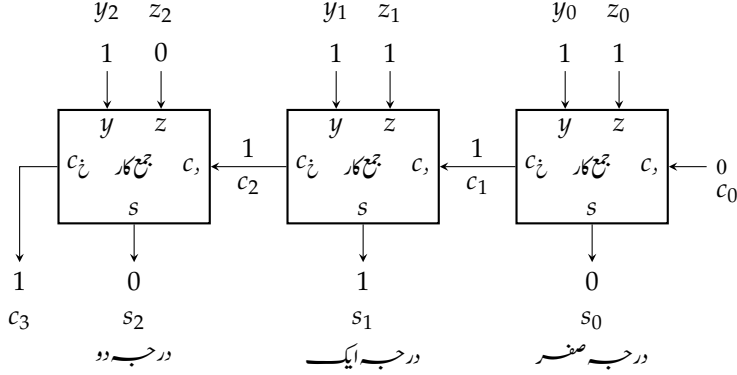 y₂ z₂ y₁ z₁ y₀ z₀
1 0 1 1 1 1
y z y z y z
c خ جمع کار c د 1 c خ جمع کار c د 1 c خ جمع کار c د 0
c₂ c₁ c₀
s s s
1 0 1 0
c₃ s₂ s₁ s₀
درجہ دو درجہ ایک درجہ صفر